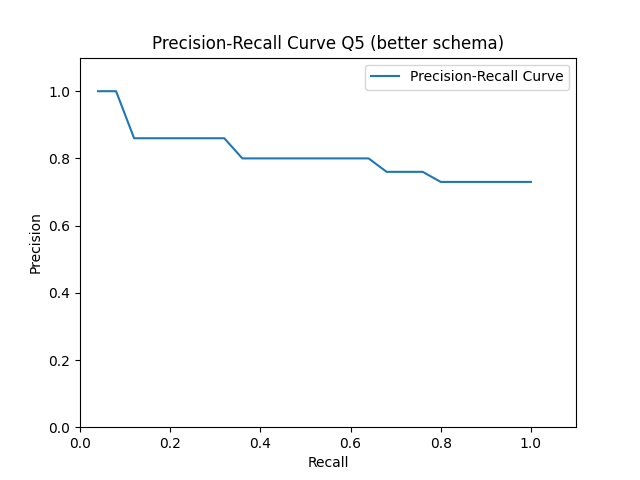 Precision-Recall Curve Q5 (better schema)
Precision-Recall Curve
1.0
0.8
0.6
0.4
0.2
0.0
Precision
0.0 0.2 0.4 0.6 0.8 1.0
Recall